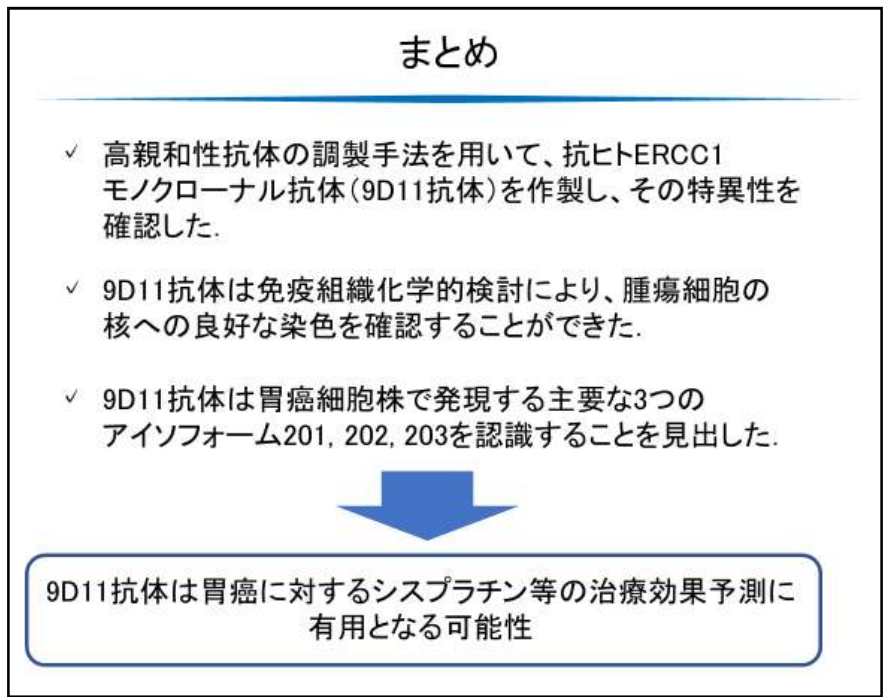 まとめ
✓ 高親和性抗体の調製手法を用いて、抗ヒトERCC1
モノクローナル抗体（9D11抗体）を作製し、その特異性を
確認した.
✓ 9D11抗体は免疫組織化学的検討により、腫瘍細胞の
核への良好な染色を確認することができた.
✓ 9D11抗体は胃癌細胞株で発現する主要な3つの
アイソフォーム201, 202, 203を認識することを見出した.
9D11抗体は胃癌に対するシスプラチン等の治療効果予測に
有用となる可能性